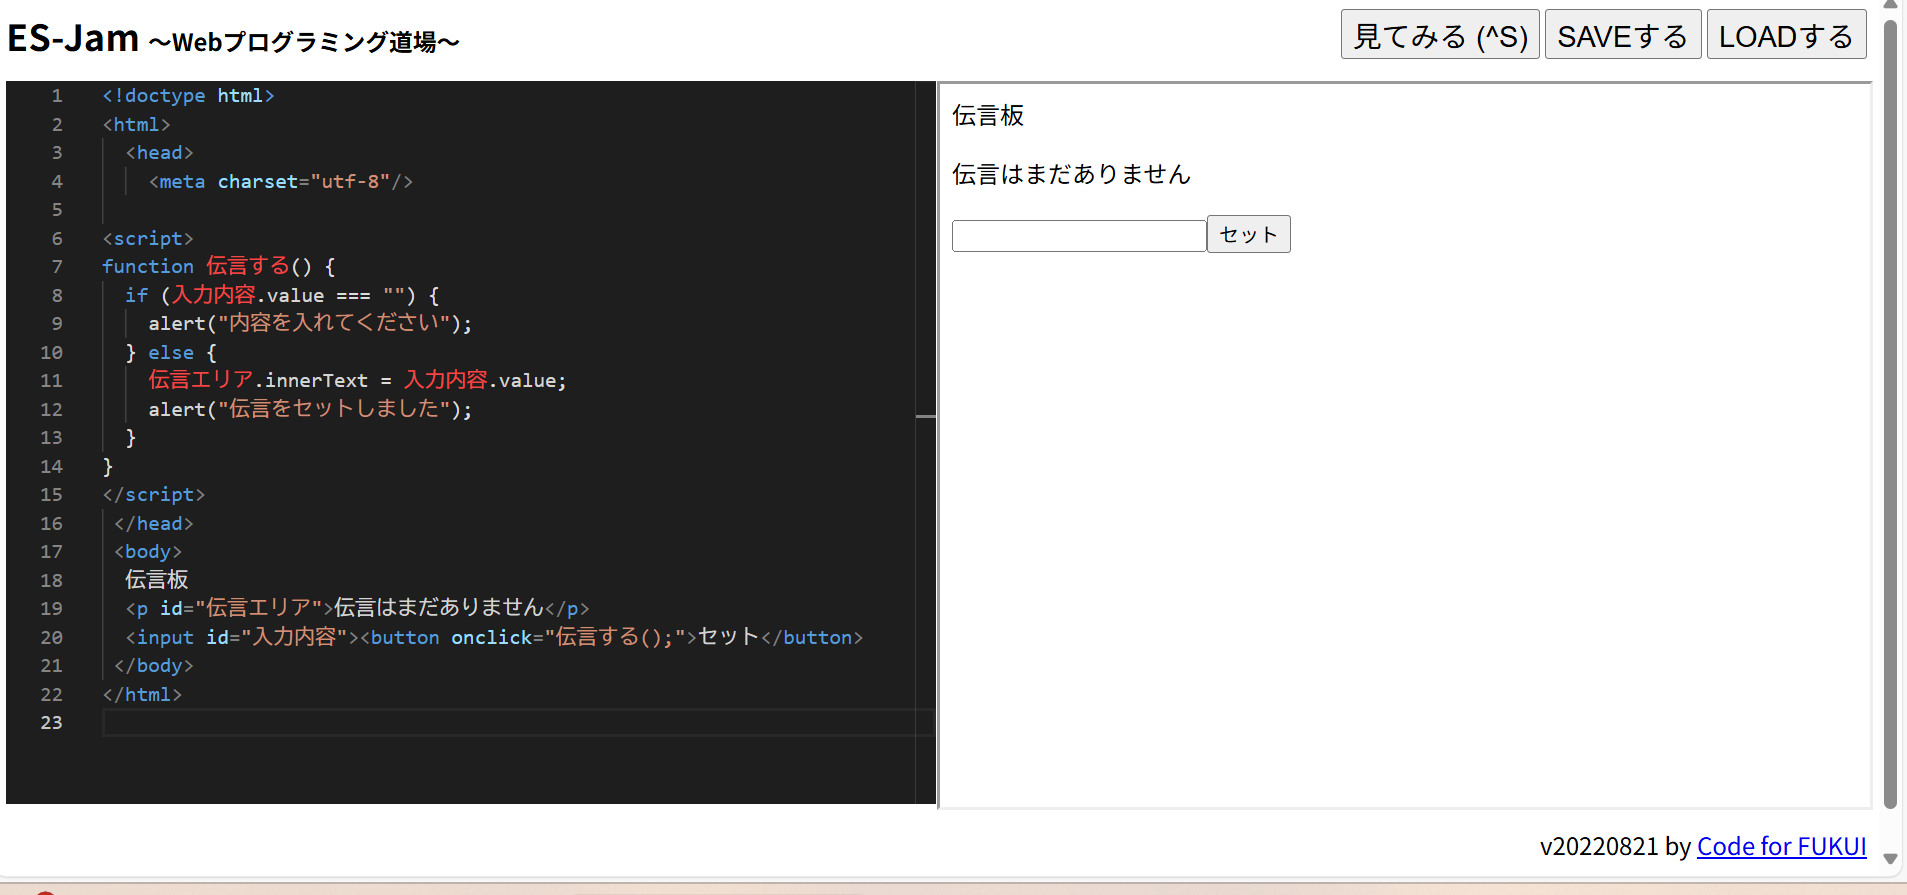 ES-Jam ～Webプログラミング道場～
見てみる (^S) SAVEする LOADする
1 <!doctype html>
2 <html>
3 <head>
4 <meta charset="utf-8"/>
5
6 <script>
7 function 伝言する() {
8 if (入力内容.value === "") {
9 alert("内容を入れてください");
10 } else {
11 伝言エリア.innerText = 入力内容.value;
12 alert("伝言をセットしました");
13 }
14 }
15 </script>
16 </head>
17 <body>
18 伝言板
19 <p id="伝言エリア">伝言はまだありません</p>
20 <input id="入力内容"><button onclick="伝言する();">セット</button>
21 </body>
22 </html>
23
伝言板
伝言はまだありません
セット
v20220821 by Code for FUKUI